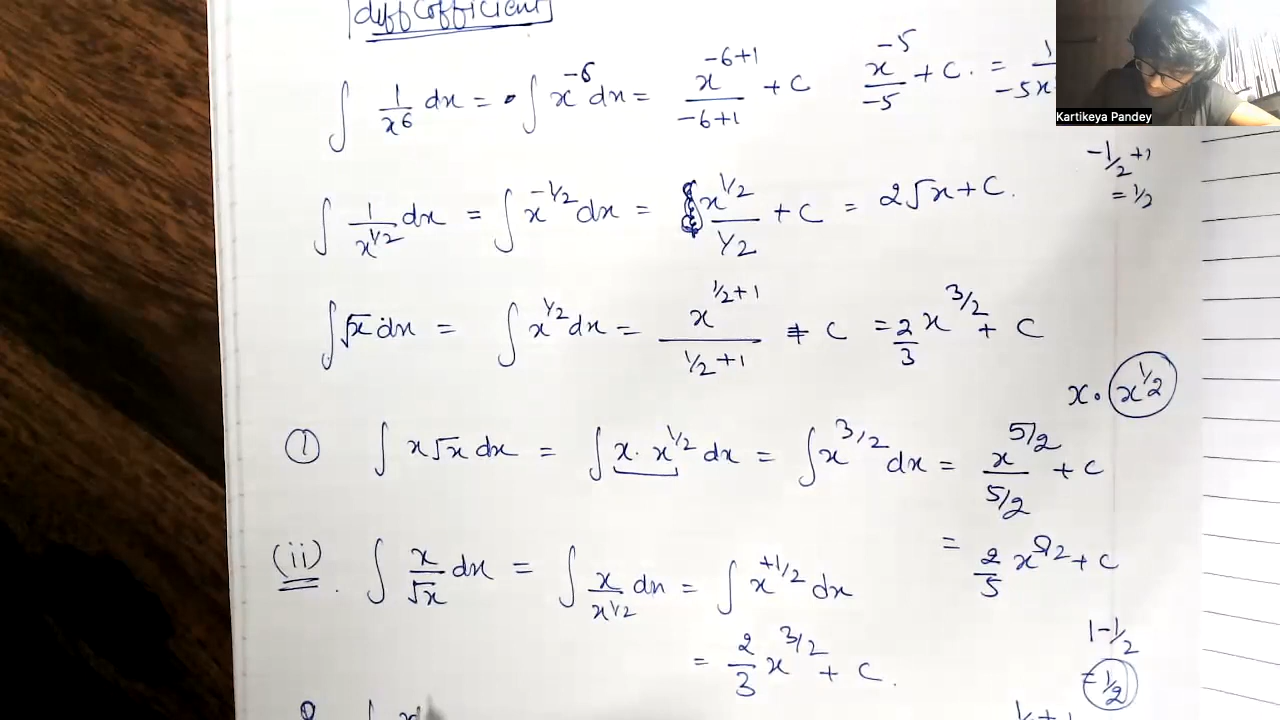 diff Cofficient
∫ 1/x^6 dx = ∫ x^-6 dx = x^(-6+1)/(-6+1) + C x^-5/-5 + C. = 1/-5x
Kartikeya Pandey
-1/2 +1
= 1/2
∫ 1/x^(1/2) dx = ∫ x^(-1/2) dx = x^(1/2)/(1/2) + C = 2√x + C.
∫ √x dx = ∫ x^(1/2) dx = x^(1/2+1)/(1/2+1) + C = 2/3 x^(3/2) + C
x · x^(1/2)
① ∫ x√x dx = ∫ x · x^(1/2) dx = ∫ x^(3/2) dx = x^(5/2)/(5/2) + C
= 2/5 x^(5/2) + C
(ii). ∫ x/√x dx = ∫ x/x^(1/2) dx = ∫ x^(+1/2) dx
= 2/3 x^(3/2) + C.
1 - 1/2
= 1/2